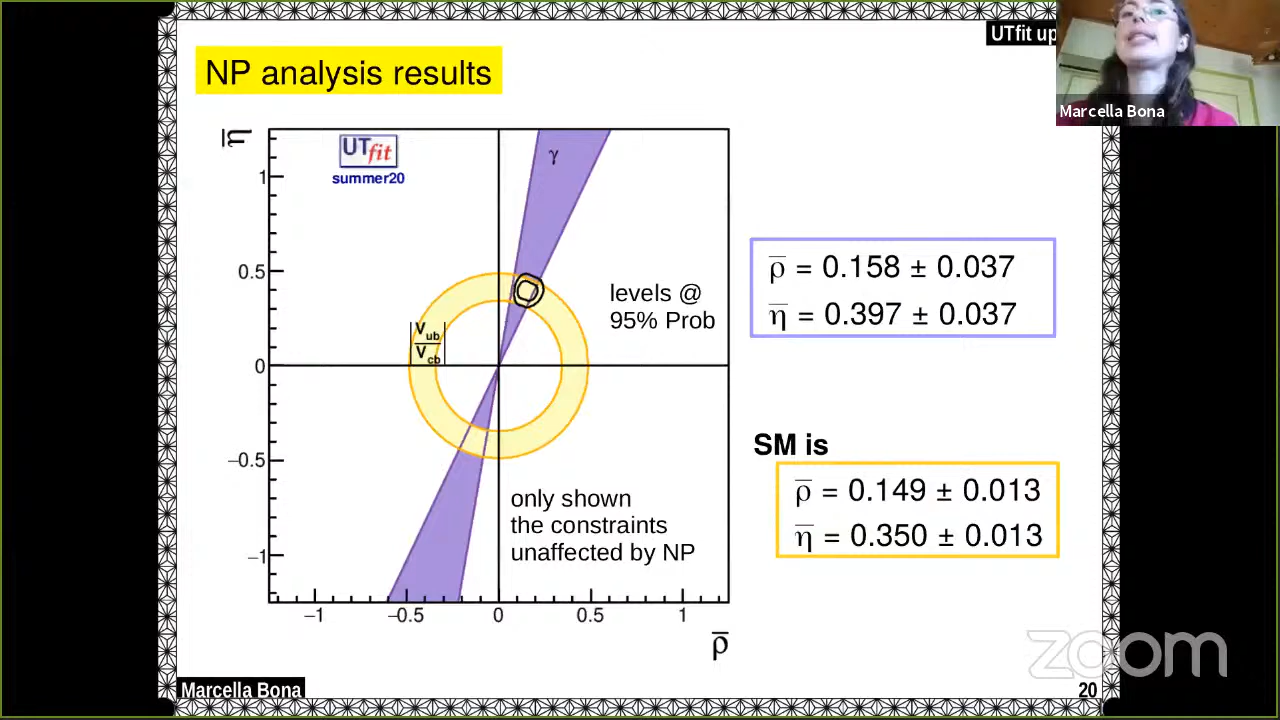 UTfit up
NP analysis results
Marcella Bona
η̅
UTfit
summer20
γ
1
0.5
0
−0.5
−1
|Vub/Vcb|
levels @
95% Prob
only shown
the constraints
unaffected by NP
−1
−0.5
0
0.5
1
ρ̅
ρ̅ = 0.158 ± 0.037
η̅ = 0.397 ± 0.037
SM is
ρ̅ = 0.149 ± 0.013
η̅ = 0.350 ± 0.013
zoom
Marcella Bona
20